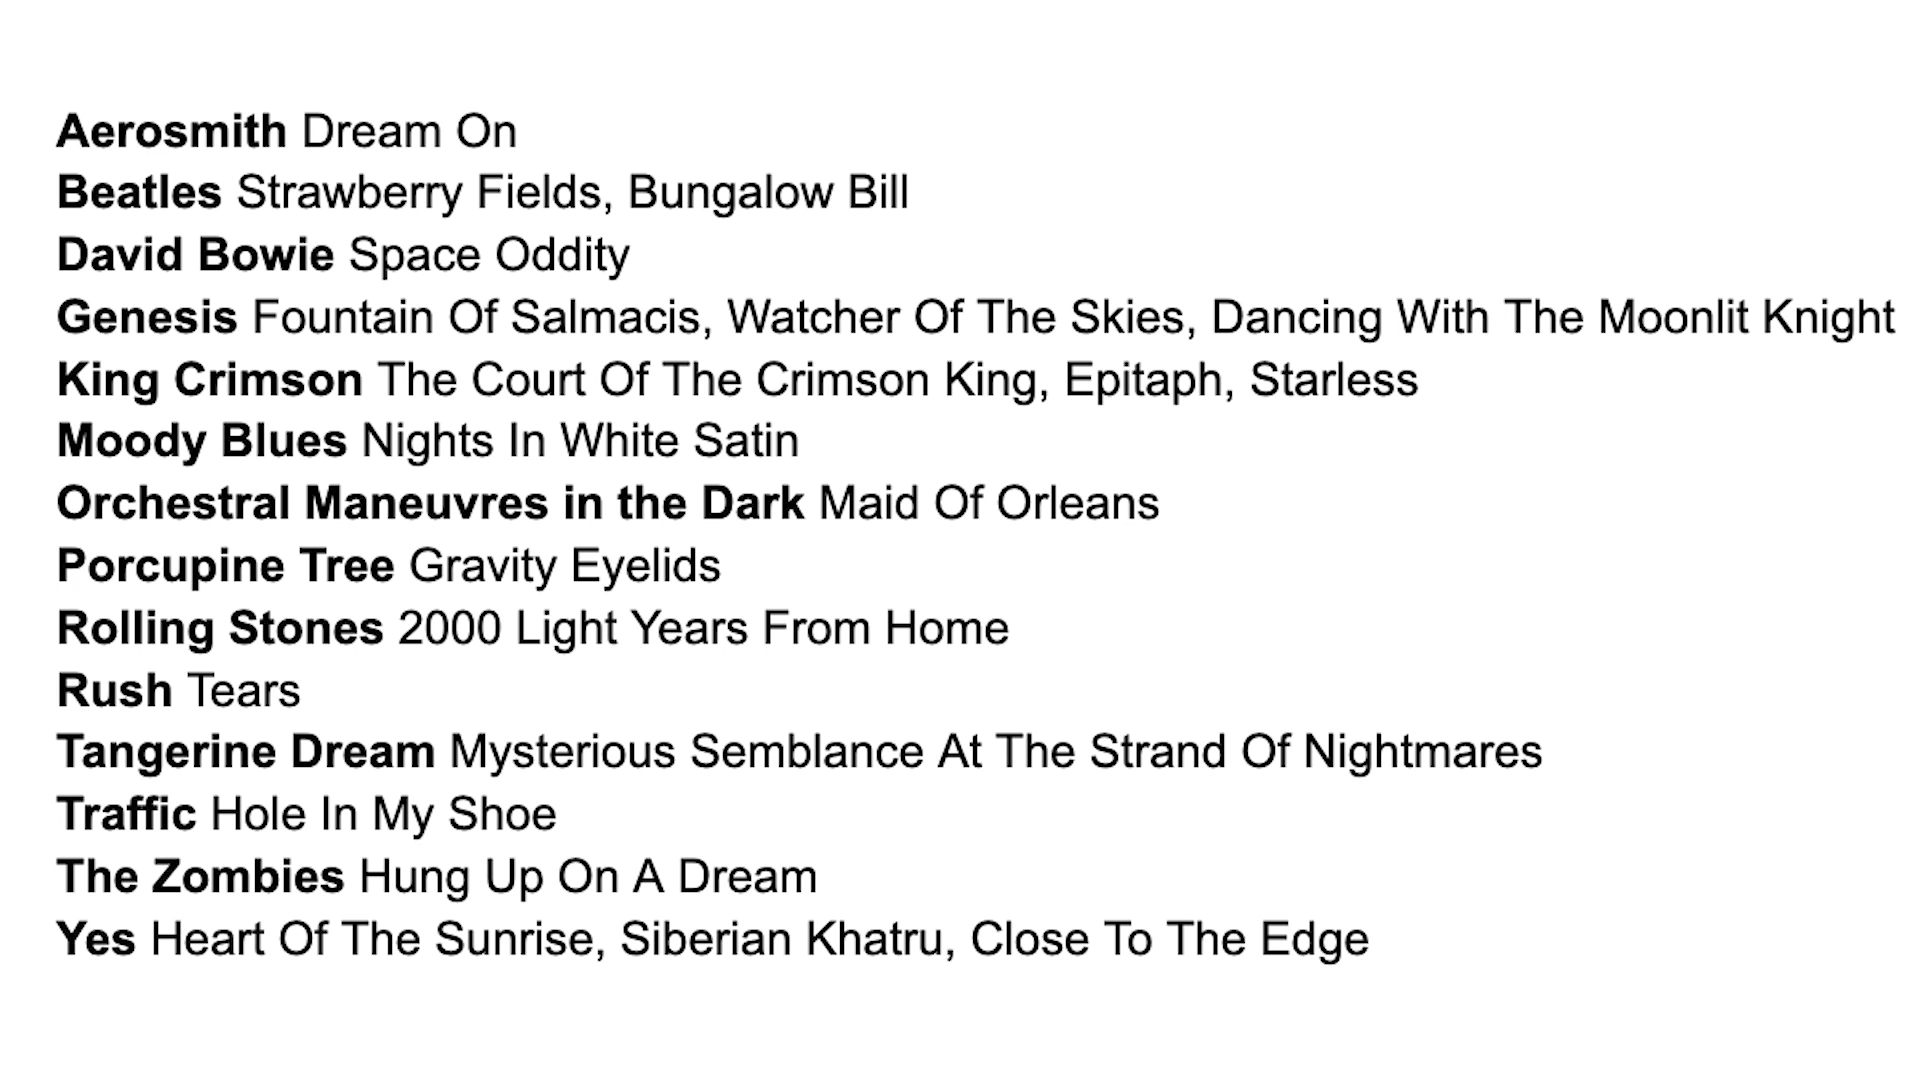 Aerosmith Dream On
Beatles Strawberry Fields, Bungalow Bill
David Bowie Space Oddity
Genesis Fountain Of Salmacis, Watcher Of The Skies, Dancing With The Moonlit Knight
King Crimson The Court Of The Crimson King, Epitaph, Starless
Moody Blues Nights In White Satin
Orchestral Maneuvres in the Dark Maid Of Orleans
Porcupine Tree Gravity Eyelids
Rolling Stones 2000 Light Years From Home
Rush Tears
Tangerine Dream Mysterious Semblance At The Strand Of Nightmares
Traffic Hole In My Shoe
The Zombies Hung Up On A Dream
Yes Heart Of The Sunrise, Siberian Khatru, Close To The Edge